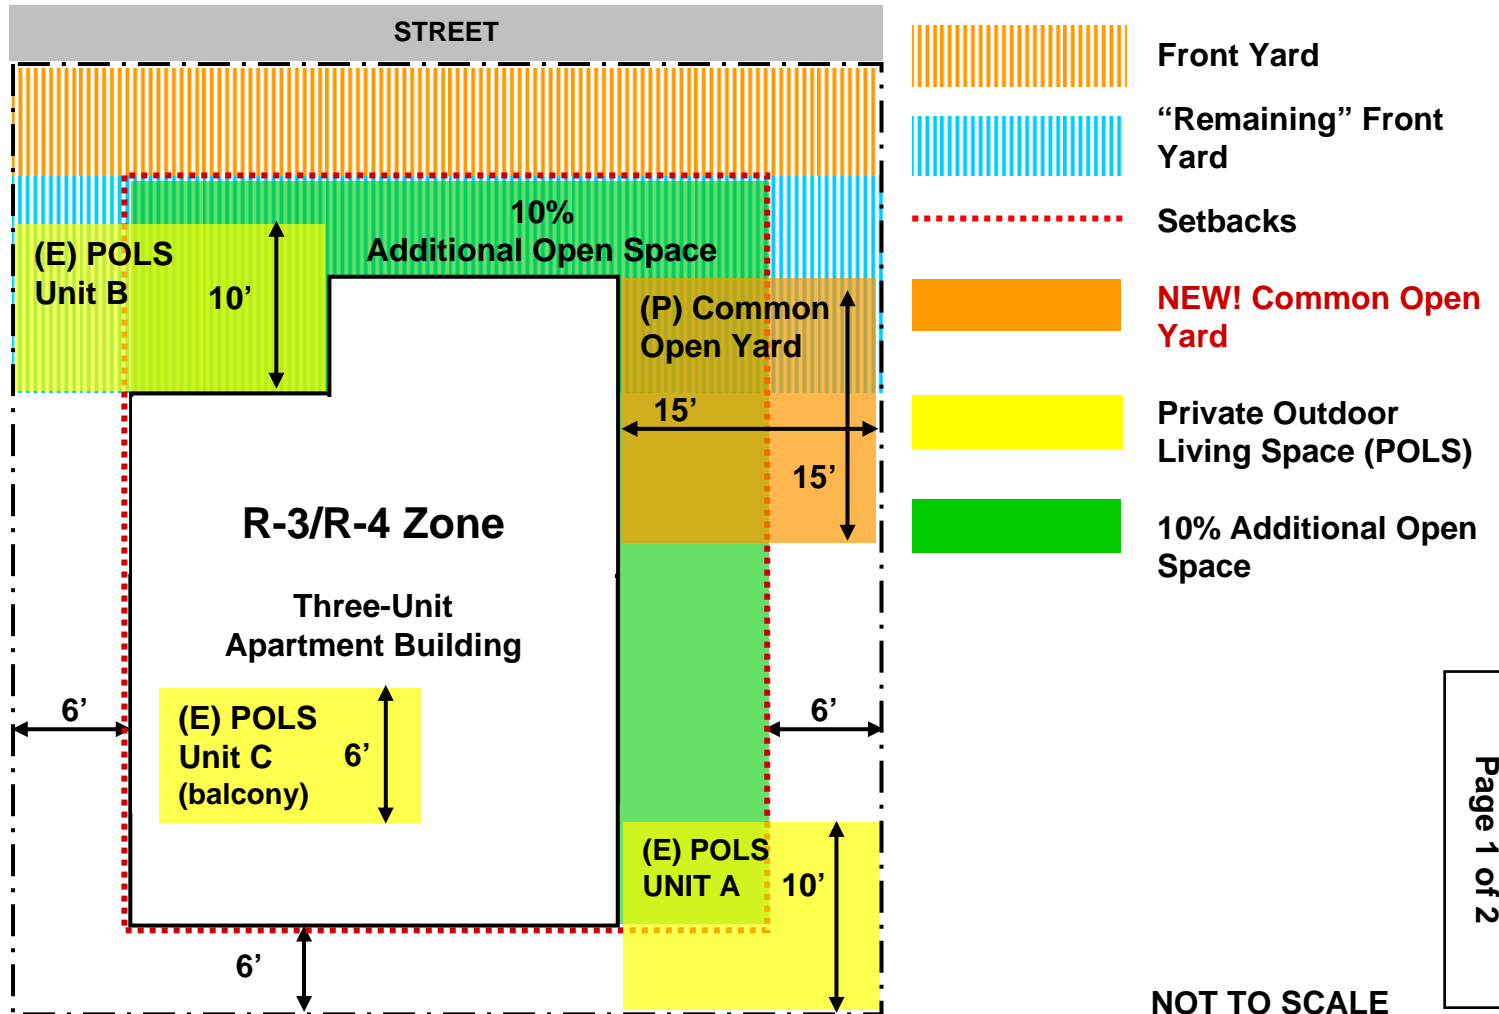 STREET
10%
Additional Open Space
(E) POLS
Unit B
10’
(P) Common
Open Yard
15’
15’
R-3/R-4 Zone
Three-Unit
Apartment Building
6’
6’
(E) POLS
Unit C
(balcony)
6’
(E) POLS
UNIT A
10’
6’
Front Yard
“Remaining” Front
Yard
Setbacks
NEW! Common Open
Yard
Private Outdoor
Living Space (POLS)
10% Additional Open
Space
Page 1 of 2
NOT TO SCALE